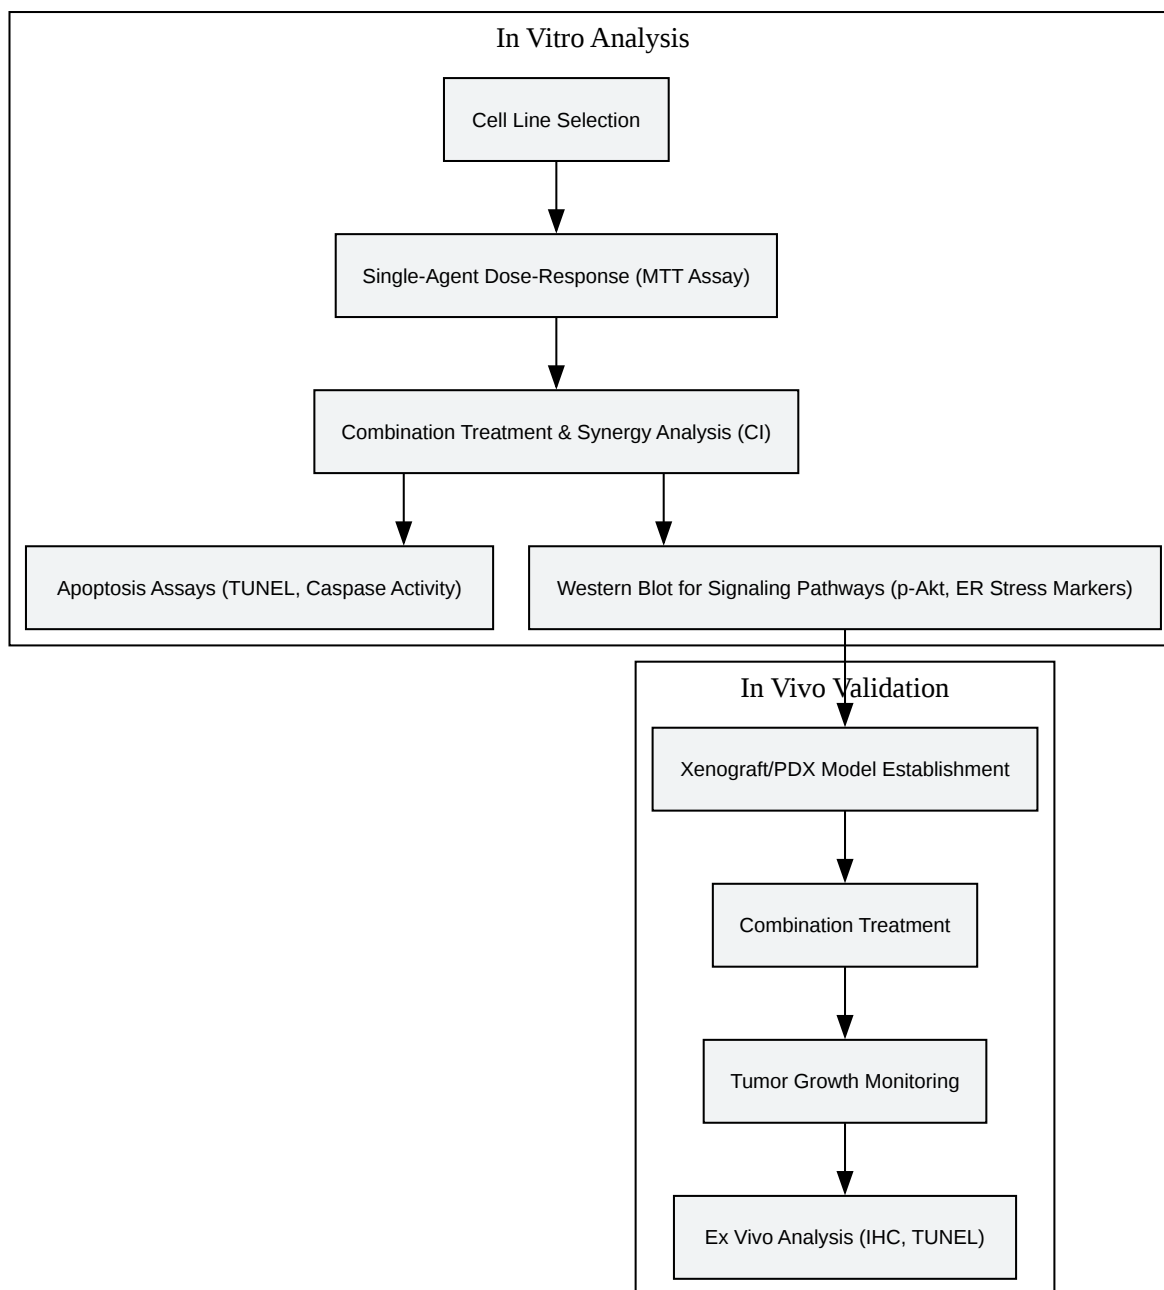 In Vitro Analysis
Cell Line Selection
Single-Agent Dose-Response (MTT Assay)
Combination Treatment & Synergy Analysis (CI)
Apoptosis Assays (TUNEL, Caspase Activity)
Western Blot for Signaling Pathways (p-Akt, ER Stress Markers)
In Vivo Validation
Xenograft/PDX Model Establishment
Combination Treatment
Tumor Growth Monitoring
Ex Vivo Analysis (IHC, TUNEL)